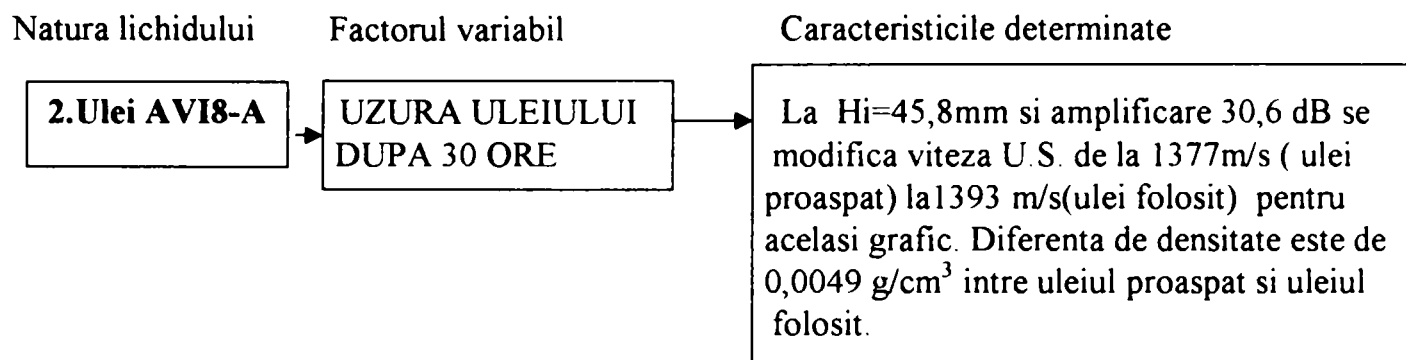 Natura lichidului Factorul variabil Caracteristicile determinate
2.Ulei AVI8-A
UZURA ULEIULUI
DUPA 30 ORE
La Hi=45,8mm si amplificare 30,6 dB se
modifica viteza U.S. de la 1377m/s ( ulei
proaspat) la1393 m/s(ulei folosit) pentru
acelasi grafic. Diferenta de densitate este de
0,0049 g/cm³ intre uleiul proaspat si uleiul
folosit.